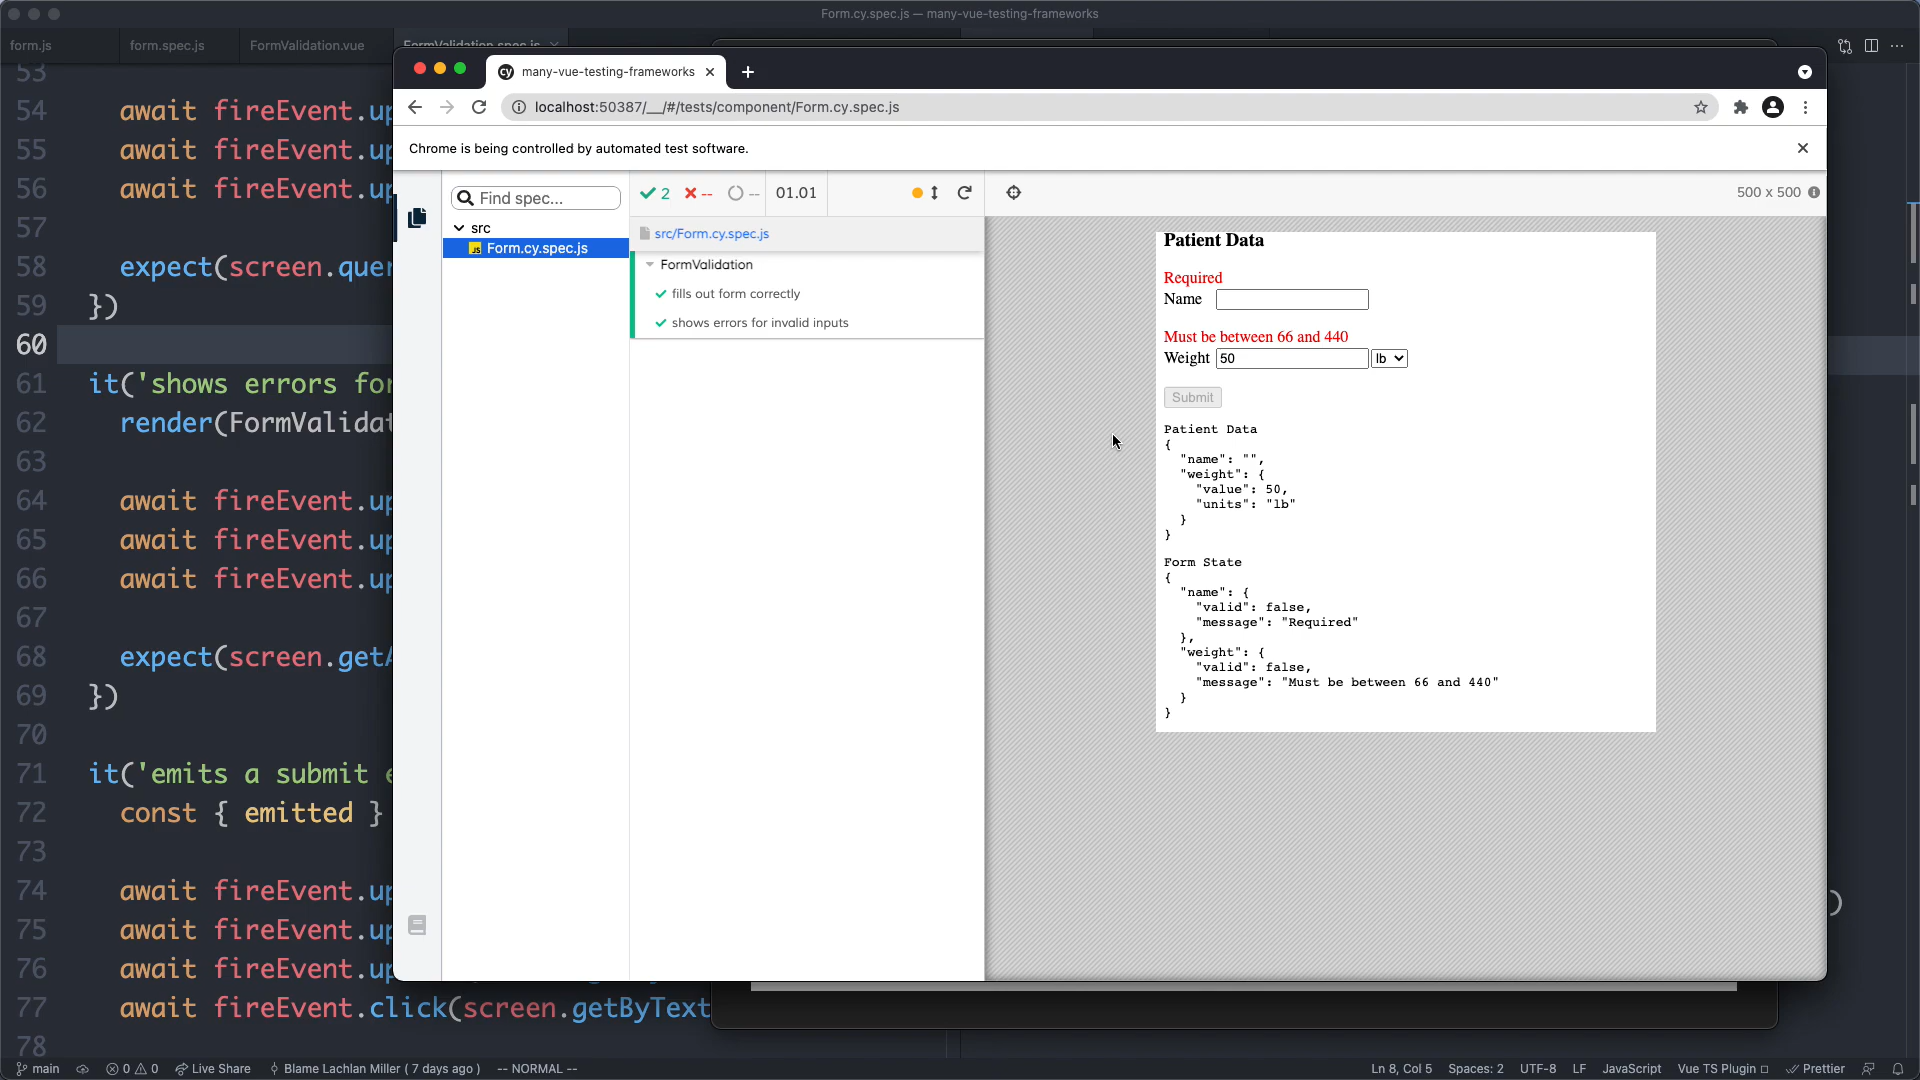 Form.cy.spec.js — many-vue-testing-frameworks
form.js
form.spec.js
FormValidation.vue
FormValidation.spec.js
many-vue-testing-frameworks
localhost:50387/__/#/tests/component/Form.cy.spec.js
Chrome is being controlled by automated test software.
Find spec...
2
--
--
01.01
500 x 500
src
Form.cy.spec.js
src/Form.cy.spec.js
FormValidation
fills out form correctly
shows errors for invalid inputs
Patient Data
Required
Name
Must be between 66 and 440
Weight 50 lb
Submit
Patient Data
{
"name": "",
"weight": {
"value": 50,
"units": "lb"
}
}
Form State
{
"name": {
"valid": false,
"message": "Required"
},
"weight": {
"valid": false,
"message": "Must be between 66 and 440"
}
}
53
54 await fireEvent.up
55 await fireEvent.up
56 await fireEvent.up
57
58 expect(screen.quer
59 })
60
61 it('shows errors for
62 render(FormValidat
63
64 await fireEvent.up
65 await fireEvent.up
66 await fireEvent.up
67
68 expect(screen.getA
69 })
70
71 it('emits a submit e
72 const { emitted }
73
74 await fireEvent.up
75 await fireEvent.up
76 await fireEvent.up
77 await fireEvent.click(screen.getByText
78
)
main 0 0 Live Share Blame Lachlan Miller ( 7 days ago ) -- NORMAL -- Ln 8, Col 5 Spaces: 2 UTF-8 LF JavaScript Vue TS Plugin Prettier